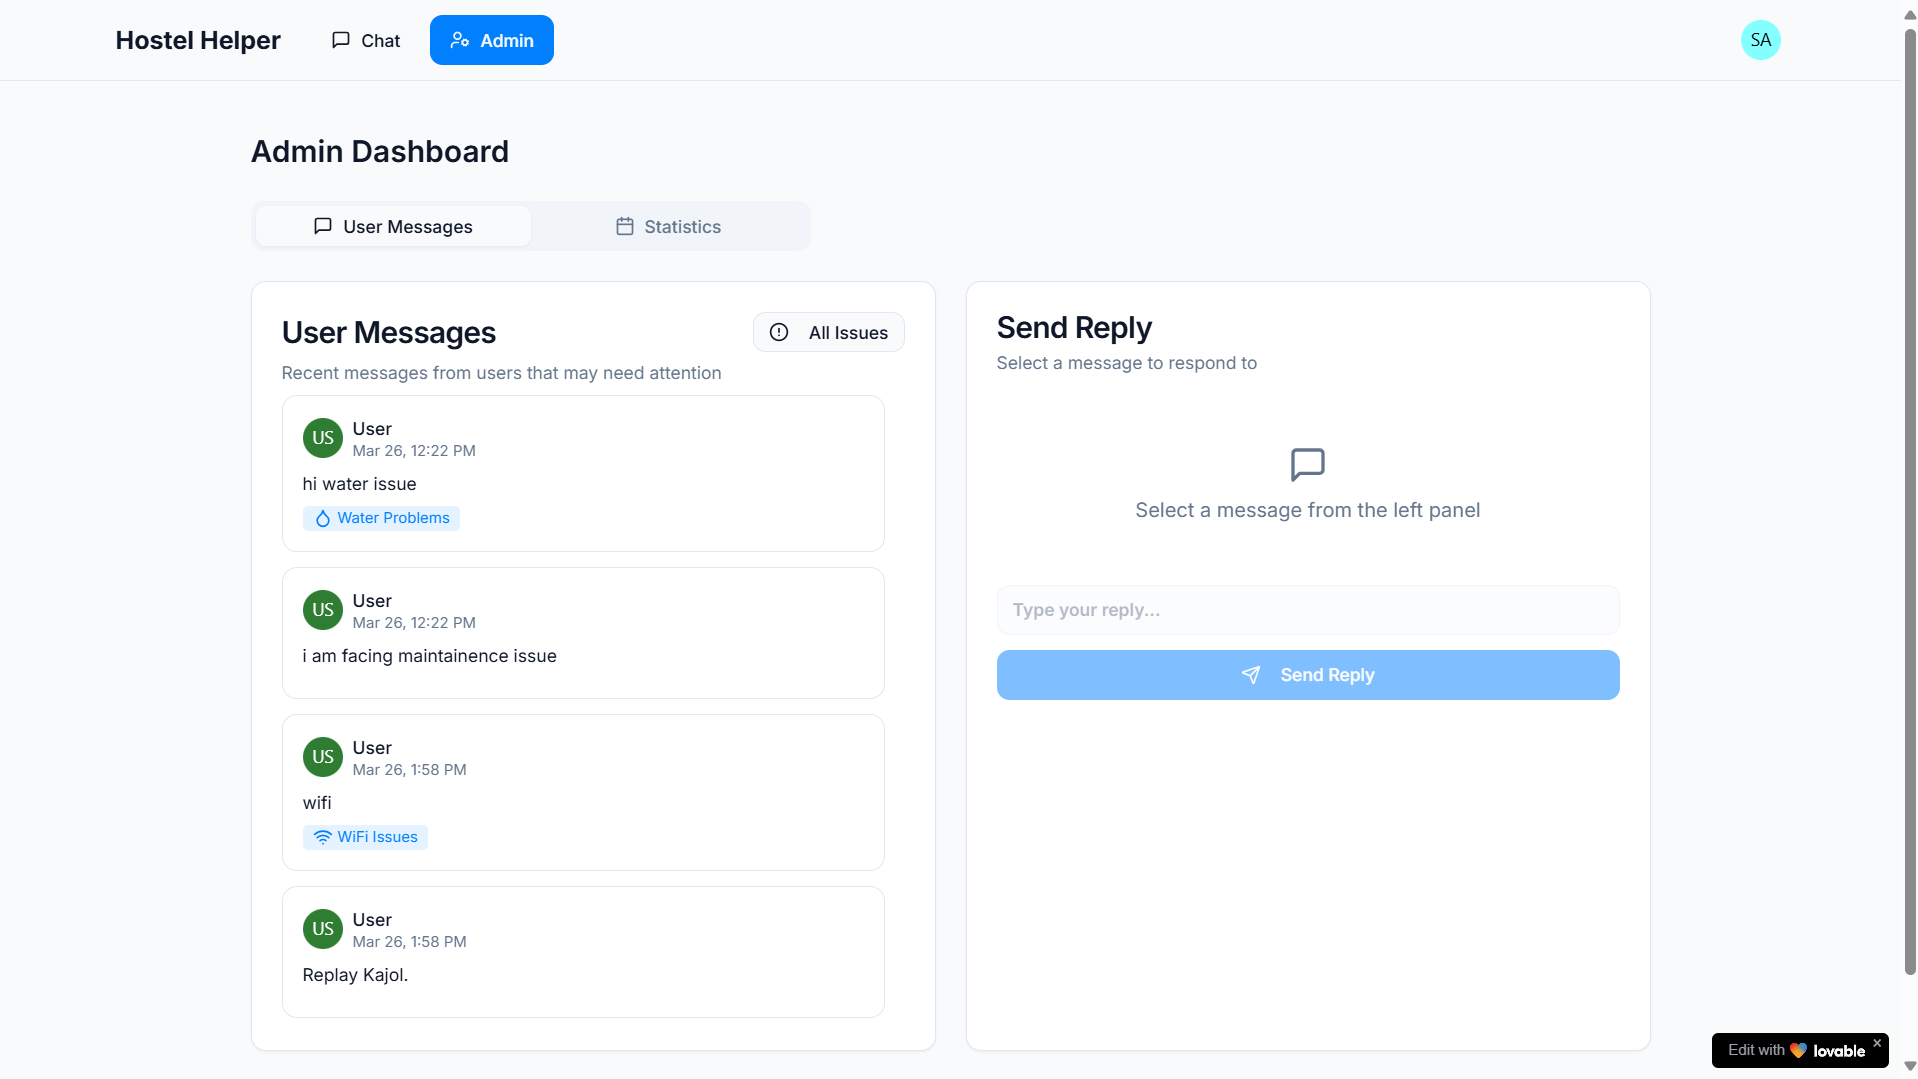 Hostel Helper
Chat
Admin
SA
Admin Dashboard
User Messages
Statistics
User Messages
All Issues
Recent messages from users that may need attention
US
User
Mar 26, 12:22 PM
hi water issue
Water Problems
US
User
Mar 26, 12:22 PM
i am facing maintainence issue
US
User
Mar 26, 1:58 PM
wifi
WiFi Issues
US
User
Mar 26, 1:58 PM
Replay Kajol.
Send Reply
Select a message to respond to
Select a message from the left panel
Type your reply...
Send Reply
Edit with lovable